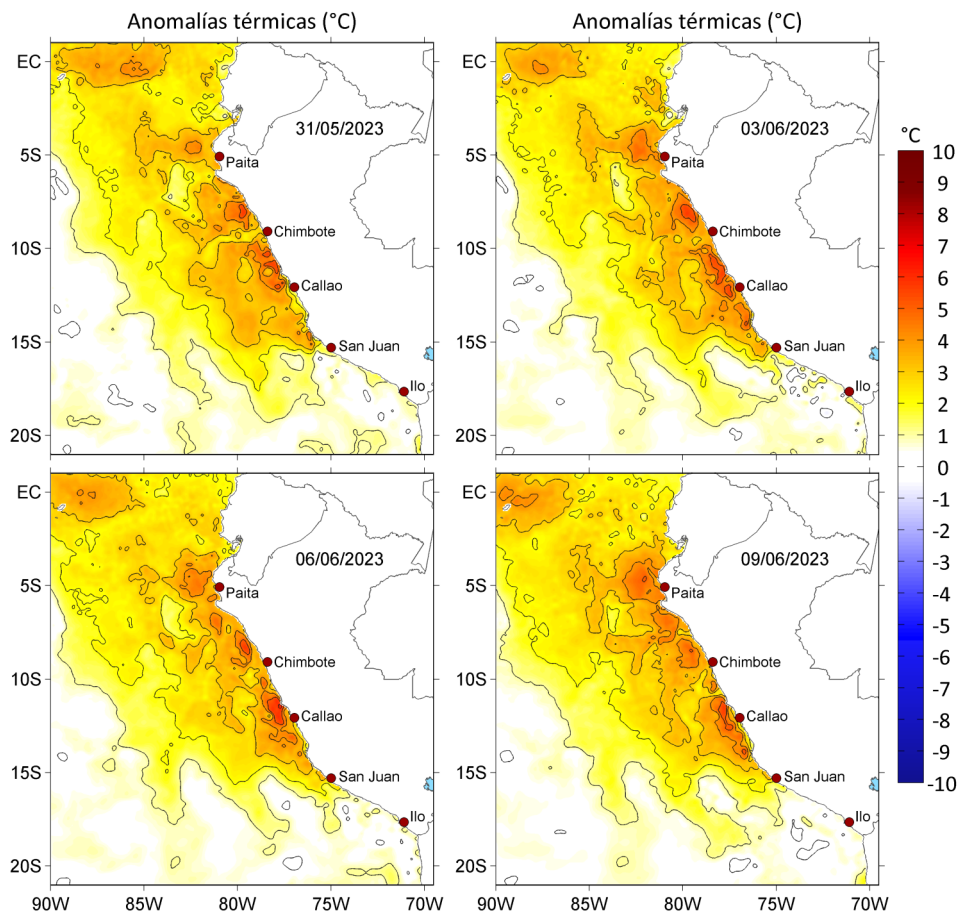 Anomalías térmicas (°C)
Anomalías térmicas (°C)
EC
5S
10S
15S
20S
31/05/2023
Paita
Chimbote
Callao
San Juan
Ilo
03/06/2023
EC
5S
10S
15S
20S
Paita
Chimbote
Callao
San Juan
Ilo
EC
5S
10S
15S
20S
06/06/2023
Paita
Chimbote
Callao
San Juan
Ilo
90W
85W
80W
75W
70W
EC
5S
10S
15S
20S
09/06/2023
Paita
Chimbote
Callao
San Juan
Ilo
90W
85W
80W
75W
70W
°C
10
9
8
7
6
5
4
3
2
1
0
-1
-2
-3
-4
-5
-6
-7
-8
-9
-10